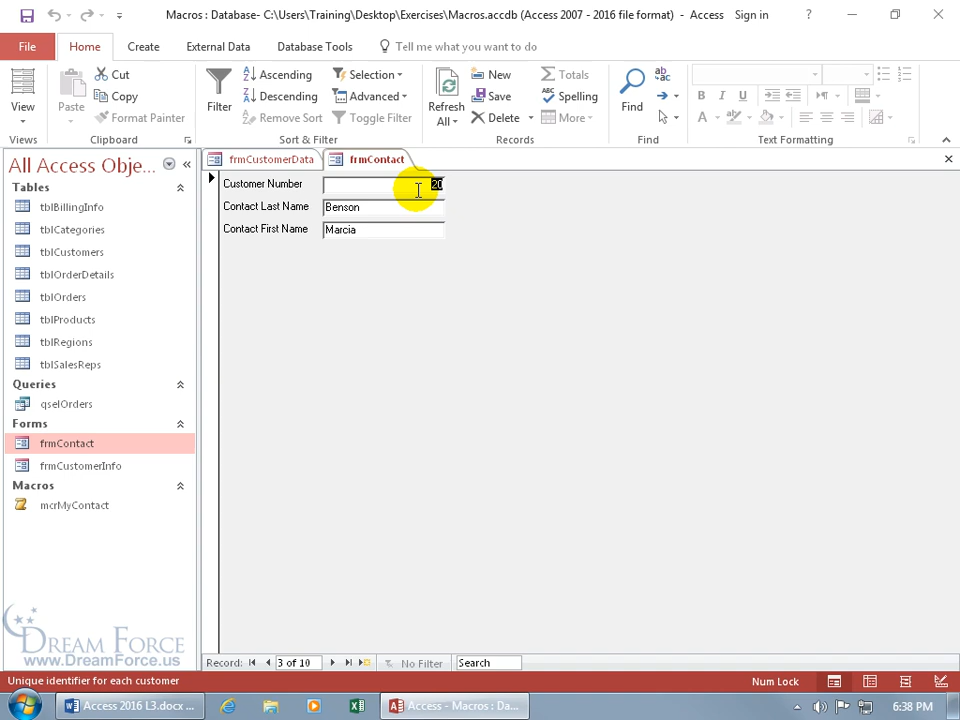 Macros : Database- C:\Users\Training\Desktop\Exercises\Macros.accdb (Access 2007 - 2016 file format) - Access
Sign in
?
File
Home
Create
External Data
Database Tools
Tell me what you want to do
View
Views
Paste
Cut
Copy
Format Painter
Clipboard
Filter
Ascending
Descending
Remove Sort
Selection
Advanced
Toggle Filter
Sort & Filter
Refresh
All
New
Save
Delete
Totals
Spelling
More
Records
Find
Find
B I U
A
Text Formatting
All Access Obje...
Tables
tblBillingInfo
tblCategories
tblCustomers
tblOrderDetails
tblOrders
tblProducts
tblRegions
tblSalesReps
Queries
qselOrders
Forms
frmContact
frmCustomerInfo
Macros
mcrMyContact
frmCustomerData
frmContact
Customer Number 20
Contact Last Name Benson
Contact First Name Marcia
DREAM FORCE
www.DreamForce.us
Record: 3 of 10 No Filter Search
Unique identifier for each customer
Num Lock
Access 2016 L3.docx ...
Access - Macros : Da...
6:38 PM